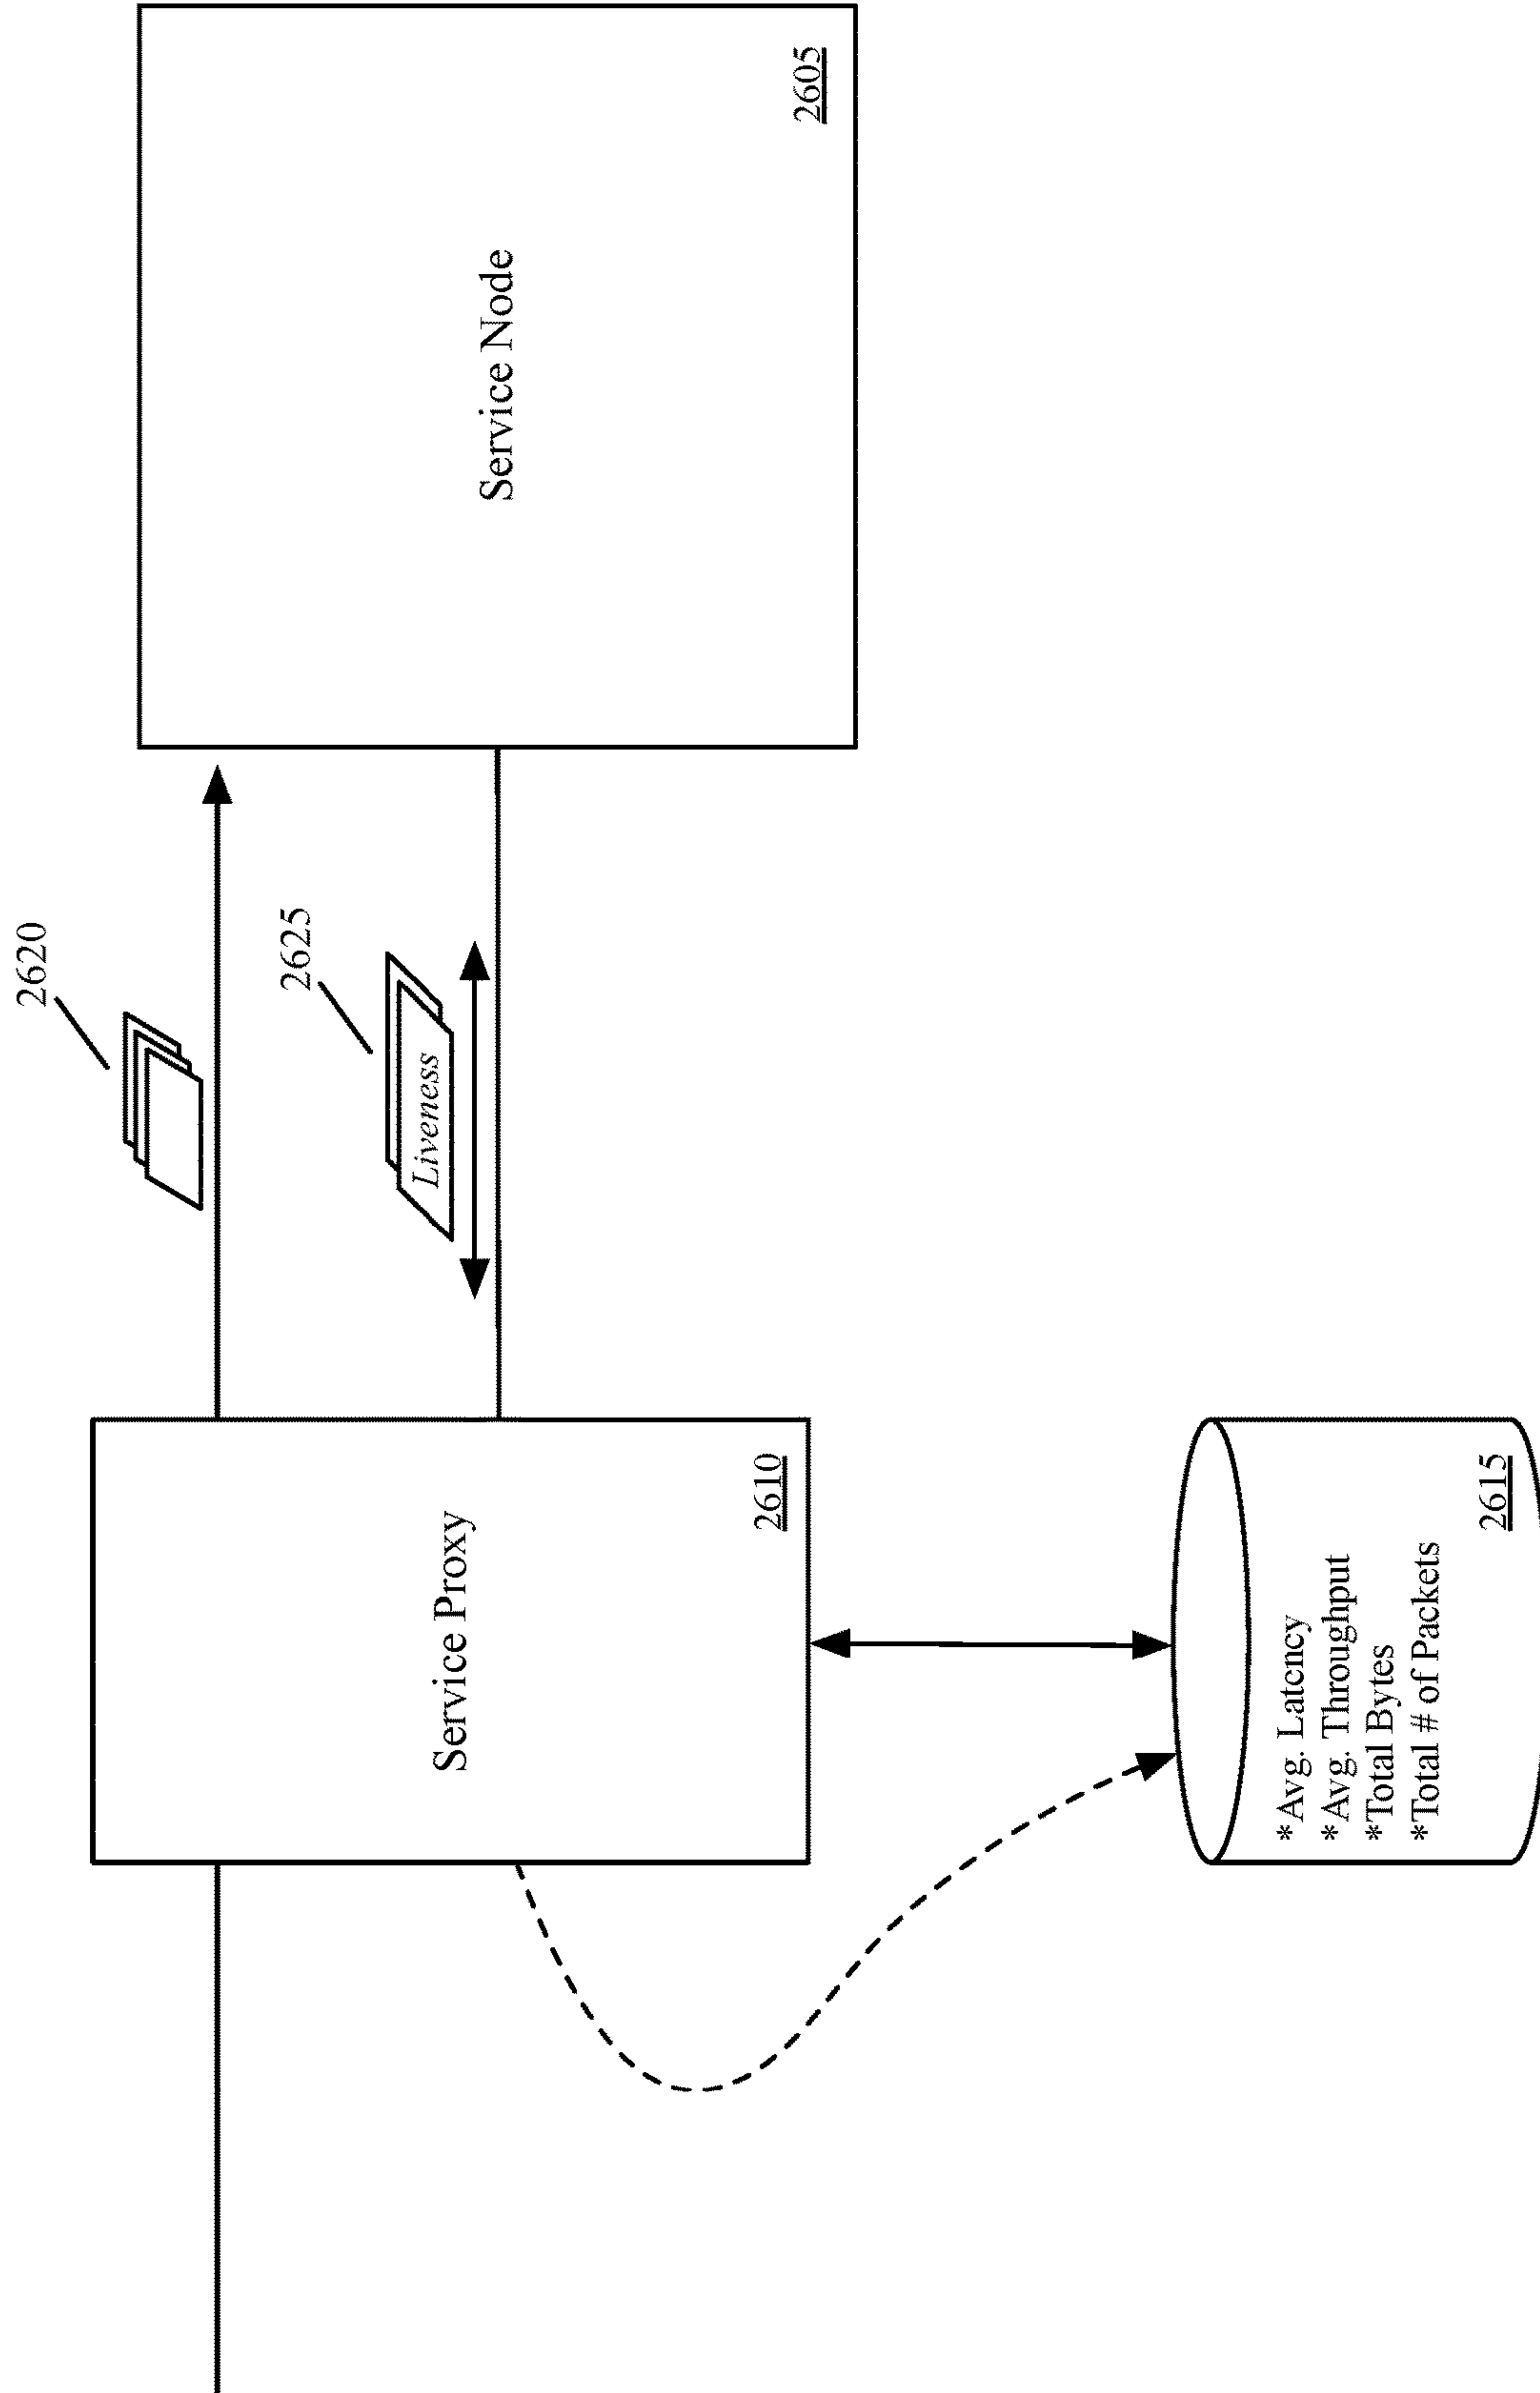 2620
2625
Liveness
Service Proxy
2610
Service Node
2605
*Avg. Latency
*Avg. Throughput
*Total Bytes
*Total # of Packets
2615